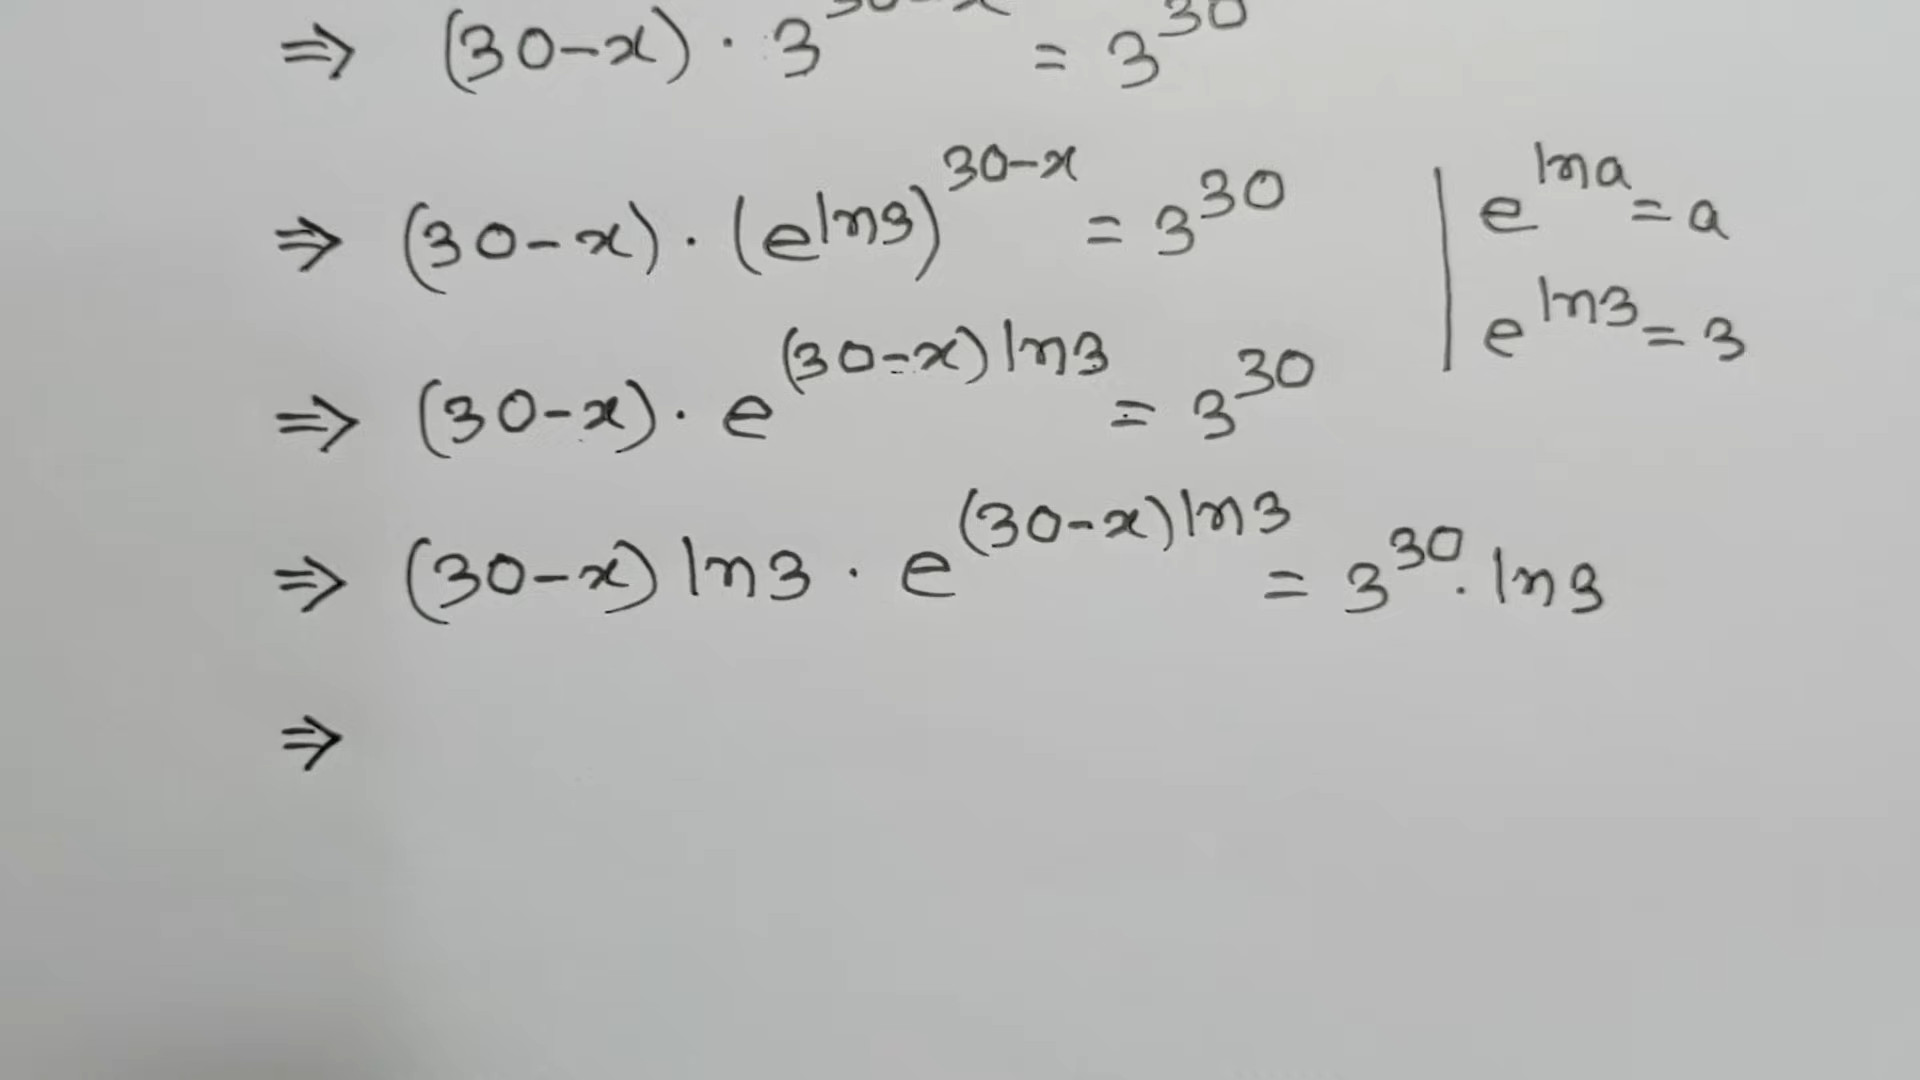 ⇒ (30-x) · 3^{30-x} = 3^{30}
⇒ (30-x) · (e^{ln3})^{30-x} = 3^{30}
e^{lna} = a
e^{ln3} = 3
⇒ (30-x) · e^{(30-x) ln3} = 3^{30}
⇒ (30-x) ln3 · e^{(30-x) ln3} = 3^{30} · ln3
⇒